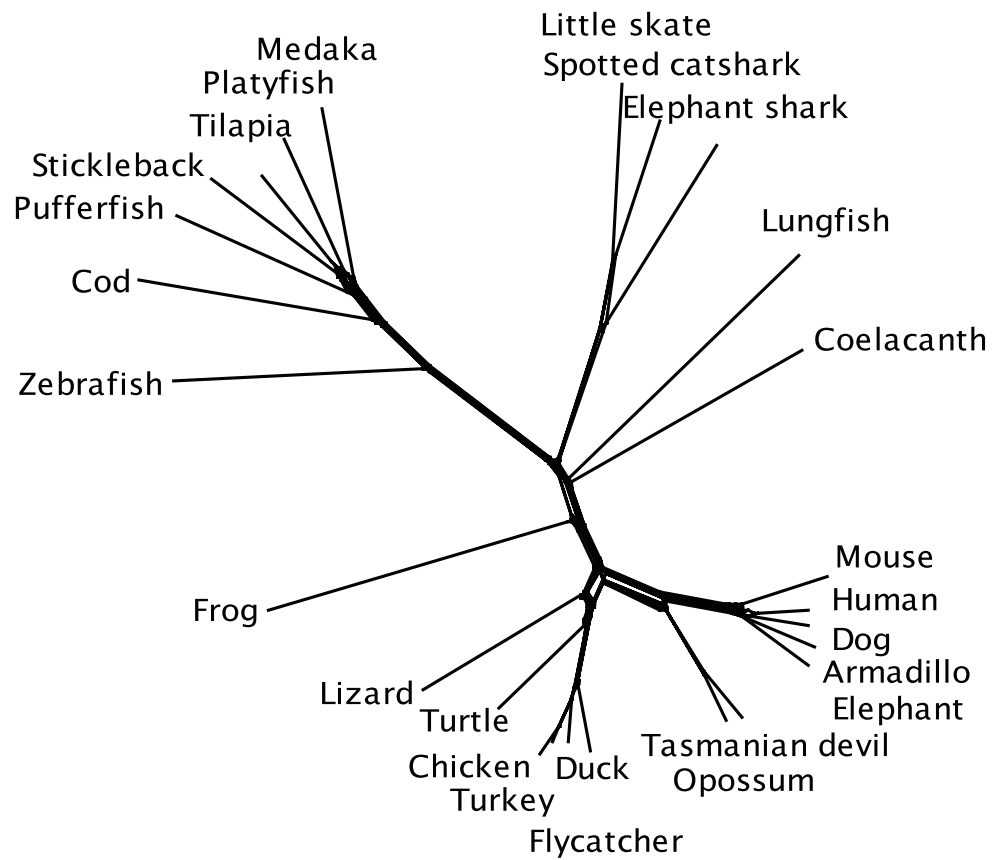 Little skate
Medaka
Spotted catshark
Platyfish
Elephant shark
Tilapia
Stickleback
Pufferfish
Lungfish
Cod
Coelacanth
Zebrafish
Mouse
Human
Frog
Dog
Armadillo
Lizard
Elephant
Turtle
Tasmanian devil
Chicken
Duck
Opossum
Turkey
Flycatcher